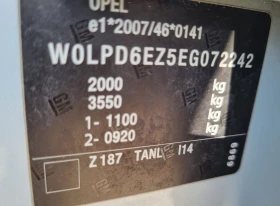 OPEL
e1*2007/46*0141
W0LPD6EZ5EG072242
2000 kg
3550 kg
1- 1100 kg
2- 0920 kg
Z187 TANL I14
6669